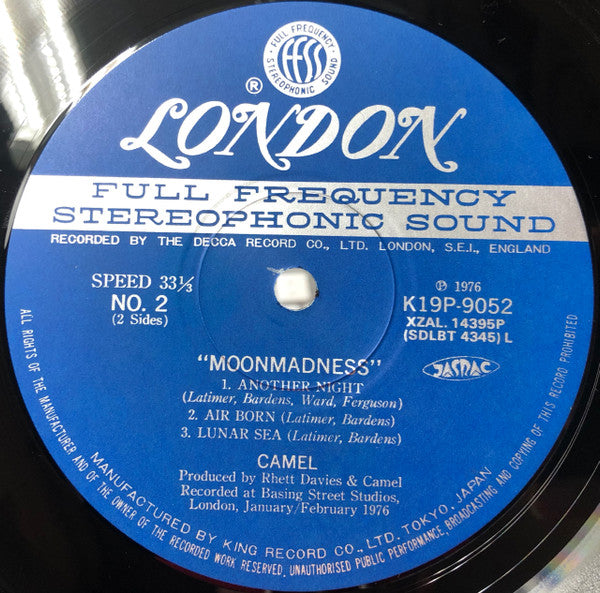 FULL FREQUENCY
ffss
STEREOPHONIC SOUND
®
LONDON
FULL FREQUENCY
STEREOPHONIC SOUND
RECORDED BY THE DECCA RECORD CO., LTD. LONDON, S.E.I., ENGLAND
SPEED 33⅓
NO. 2
(2 Sides)
℗ 1976
K19P-9052
XZAL. 14395P
(SDLBT 4345) L
JASRAC
"MOONMADNESS"
1. ANOTHER NIGHT
(Latimer, Bardens, Ward, Ferguson)
2. AIR BORN (Latimer, Bardens)
3. LUNAR SEA (Latimer, Bardens)
CAMEL
Produced by Rhett Davies & Camel
Recorded at Basing Street Studios,
London, January/February 1976
MANUFACTURED BY KING RECORD CO., LTD. TOKYO, JAPAN
ALL RIGHTS OF THE MANUFACTURER AND OF THE OWNER OF THE RECORDED WORK RESERVED, UNAUTHORISED PUBLIC PERFORMANCE, BROADCASTING AND COPYING OF THIS RECORD PROHIBITED